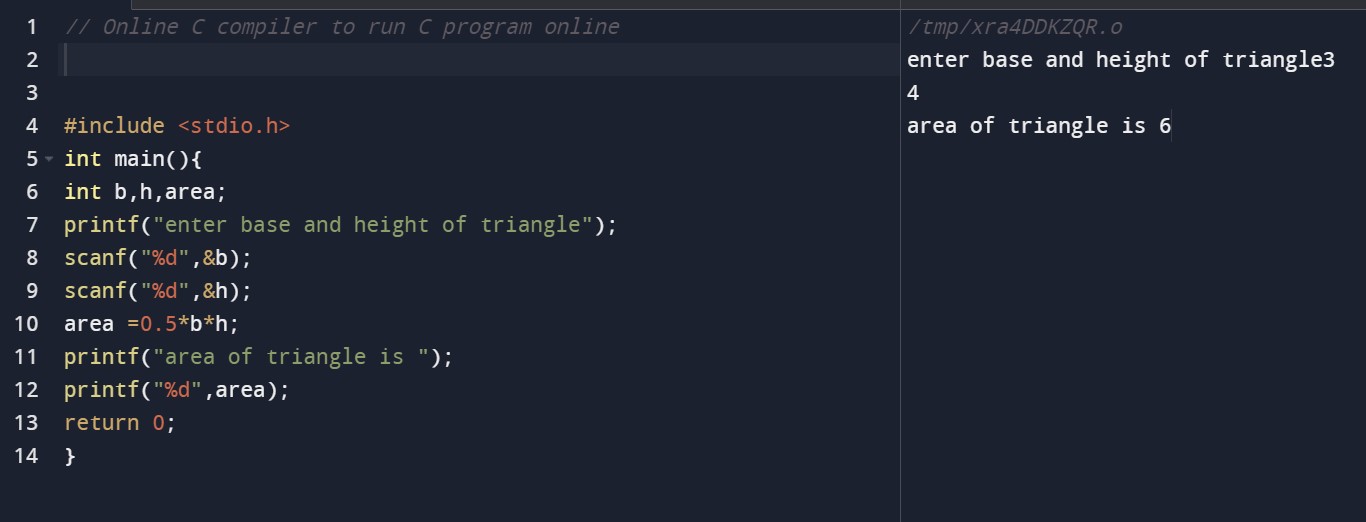 // Online C compiler to run C program online
#include <stdio.h>
int main(){
int b,h,area;
printf("enter base and height of triangle");
scanf("%d",&b);
scanf("%d",&h);
area =0.5*b*h;
printf("area of triangle is ");
printf("%d",area);
return 0;
}
1
2
3
4
5
6
7
8
9
10
11
12
13
14
/tmp/xra4DDKZQR.o
enter base and height of triangle3
4
area of triangle is 6